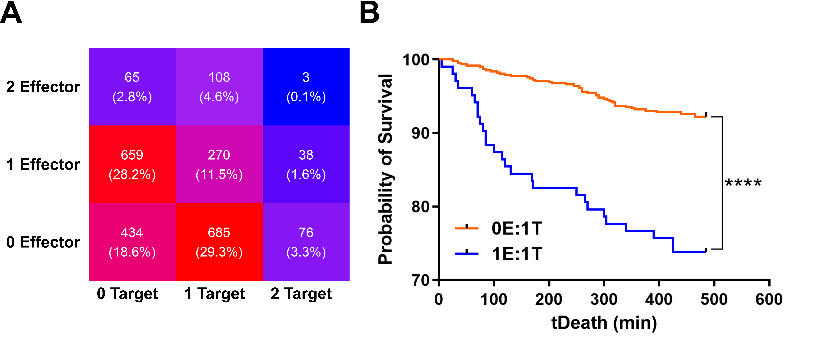 A
2 Effector
65
(2.8%)
108
(4.6%)
3
(0.1%)
1 Effector
659
(28.2%)
270
(11.5%)
38
(1.6%)
0 Effector
434
(18.6%)
685
(29.3%)
76
(3.3%)
0 Target
1 Target
2 Target
B
Probability of Survival
100
90
80
70
0E:1T
1E:1T
****
0
100
200
300
400
500
600
tDeath (min)